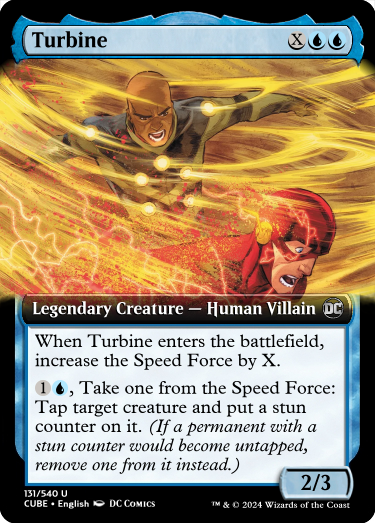 Turbine X
Legendary Creature — Human Villain DC
When Turbine enters the battlefield,
increase the Speed Force by X.
1, Take one from the Speed Force:
Tap target creature and put a stun
counter on it. (If a permanent with a
stun counter would become untapped,
remove one from it instead.)
2/3
131/540 U
CUBE • English DC COMICS
™ & © 2024 Wizards of the Coast